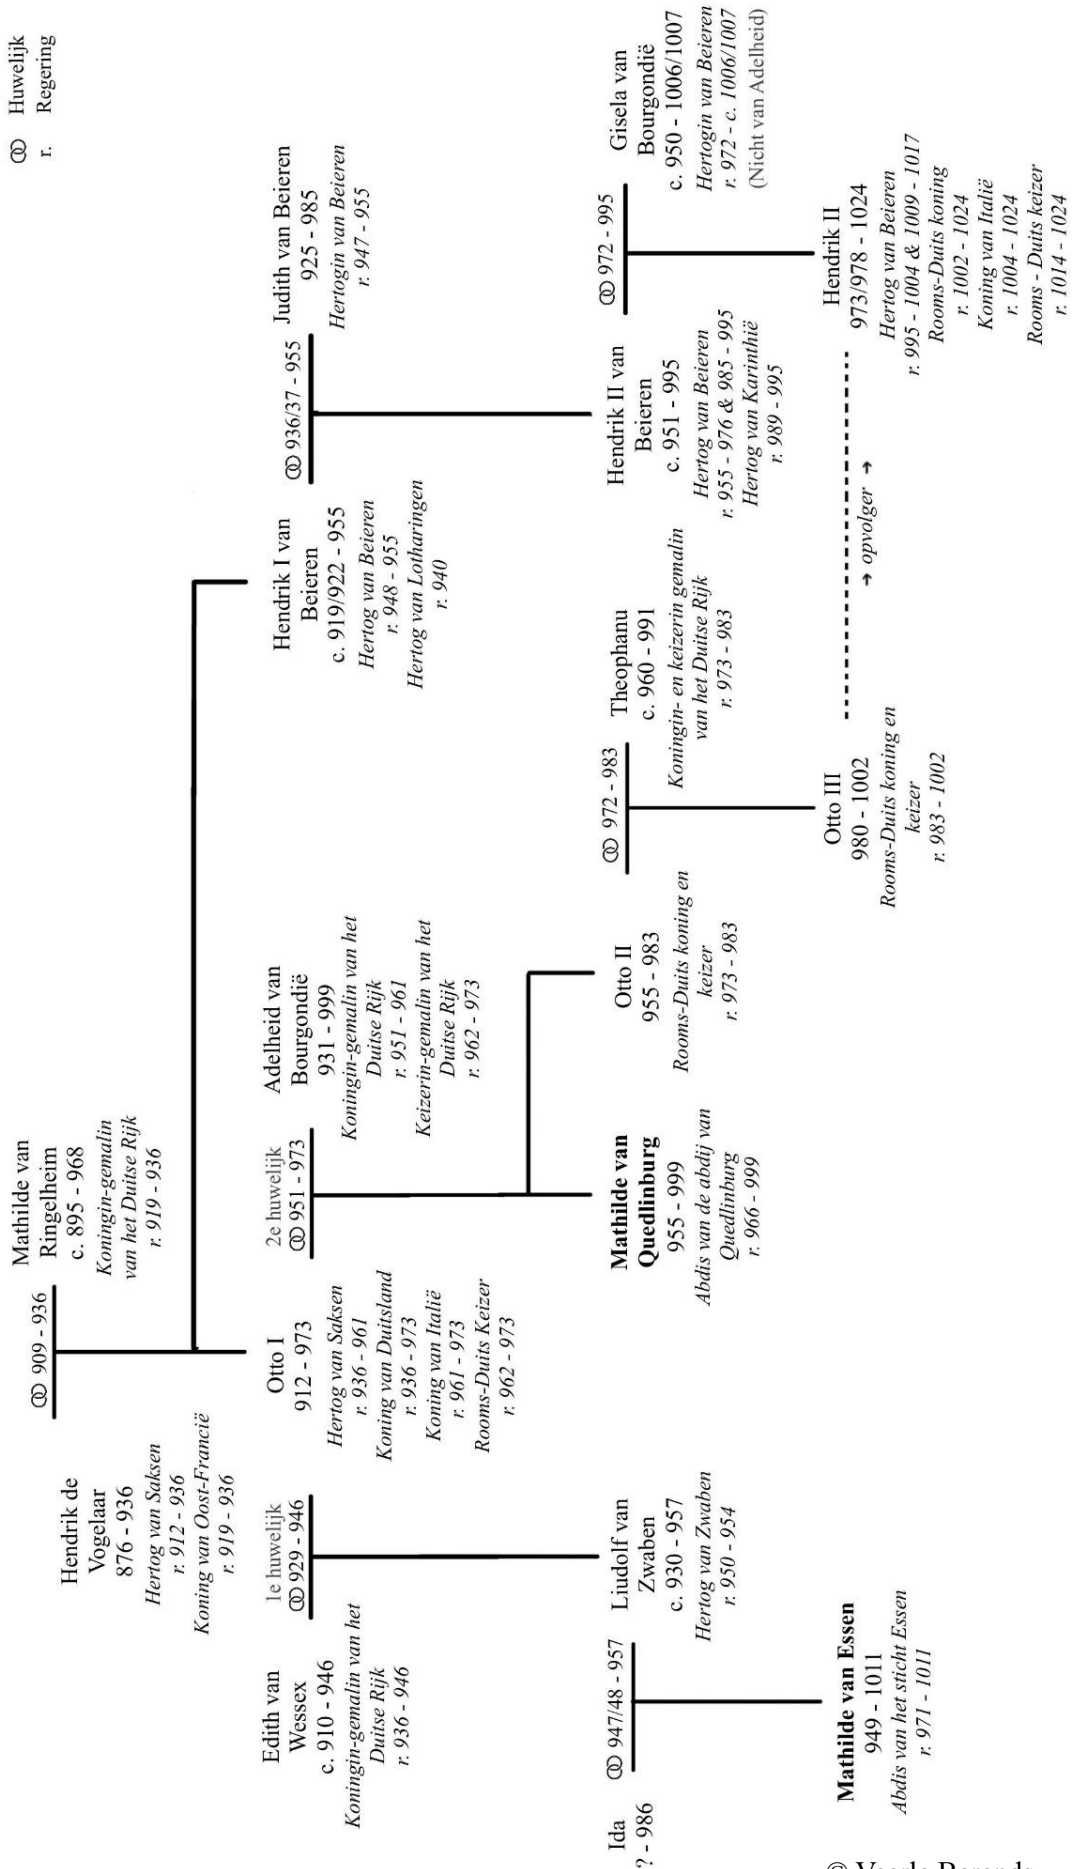 ⚭ Huwelijk
r. Regering
Hendrik de
Vogelaar
876 - 936
Hertog van Saksen
r. 912 - 936
Koning van Oost-Francië
r. 919 - 936
⚭ 909 - 936
Mathilde van
Ringelheim
c. 895 - 968
Koningin-gemalin
van het Duitse Rijk
r. 919 - 936
Edith van
Wessex
c. 910 - 946
Koningin-gemalin van het
Duitse Rijk
r. 936 - 946
1e huwelijk
⚭ 929 - 946
Otto I
912 - 973
Hertog van Saksen
r. 936 - 961
Koning van Duitsland
r. 936 - 973
Koning van Italië
r. 961 - 973
Rooms-Duits Keizer
r. 962 - 973
2e huwelijk
⚭ 951 - 973
Adelheid van
Bourgondië
931 - 999
Koningin-gemalin van het
Duitse Rijk
r. 951 - 961
Keizerin-gemalin van het
Duitse Rijk
r. 962 - 973
Hendrik I van
Beieren
c. 919/922 - 955
Hertog van Beieren
r. 948 - 955
Hertog van Lotharingen
r. 940
⚭ 936/37 - 955
Judith van Beieren
925 - 985
Hertogin van Beieren
r. 947 - 955
Ida
? - 986
⚭ 947/48 - 957
Liudolf van
Zwaben
c. 930 - 957
Hertog van Zwaben
r. 950 - 954
Mathilde van
Quedlinburg
955 - 999
Abdis van de abdij van
Quedlinburg
r. 966 - 999
Otto II
955 - 983
Rooms-Duits koning en
keizer
r. 973 - 983
⚭ 972 - 983
Theophanu
c. 960 - 991
Koningin- en keizerin gemalin
van het Duitse Rijk
r. 973 - 983
Hendrik II van
Beieren
c. 951 - 995
Hertog van Beieren
r. 955 - 976 & 985 - 995
Hertog van Karinthië
r. 989 - 995
⚭ 972 - 995
Gisela van
Bourgondië
c. 950 - 1006/1007
Hertogin van Beieren
r. 972 - c. 1006/1007
(Nicht van Adelheid)
Mathilde van Essen
949 - 1011
Abdis van het sticht Essen
r. 971 - 1011
Otto III
980 - 1002
Rooms-Duits koning en
keizer
r. 983 - 1002
→ opvolger →
Hendrik II
973/978 - 1024
Hertog van Beieren
r. 995 - 1004 & 1009 - 1017
Rooms-Duits koning
r. 1002 - 1024
Koning van Italië
r. 1004 - 1024
Rooms - Duits keizer
r. 1014 - 1024